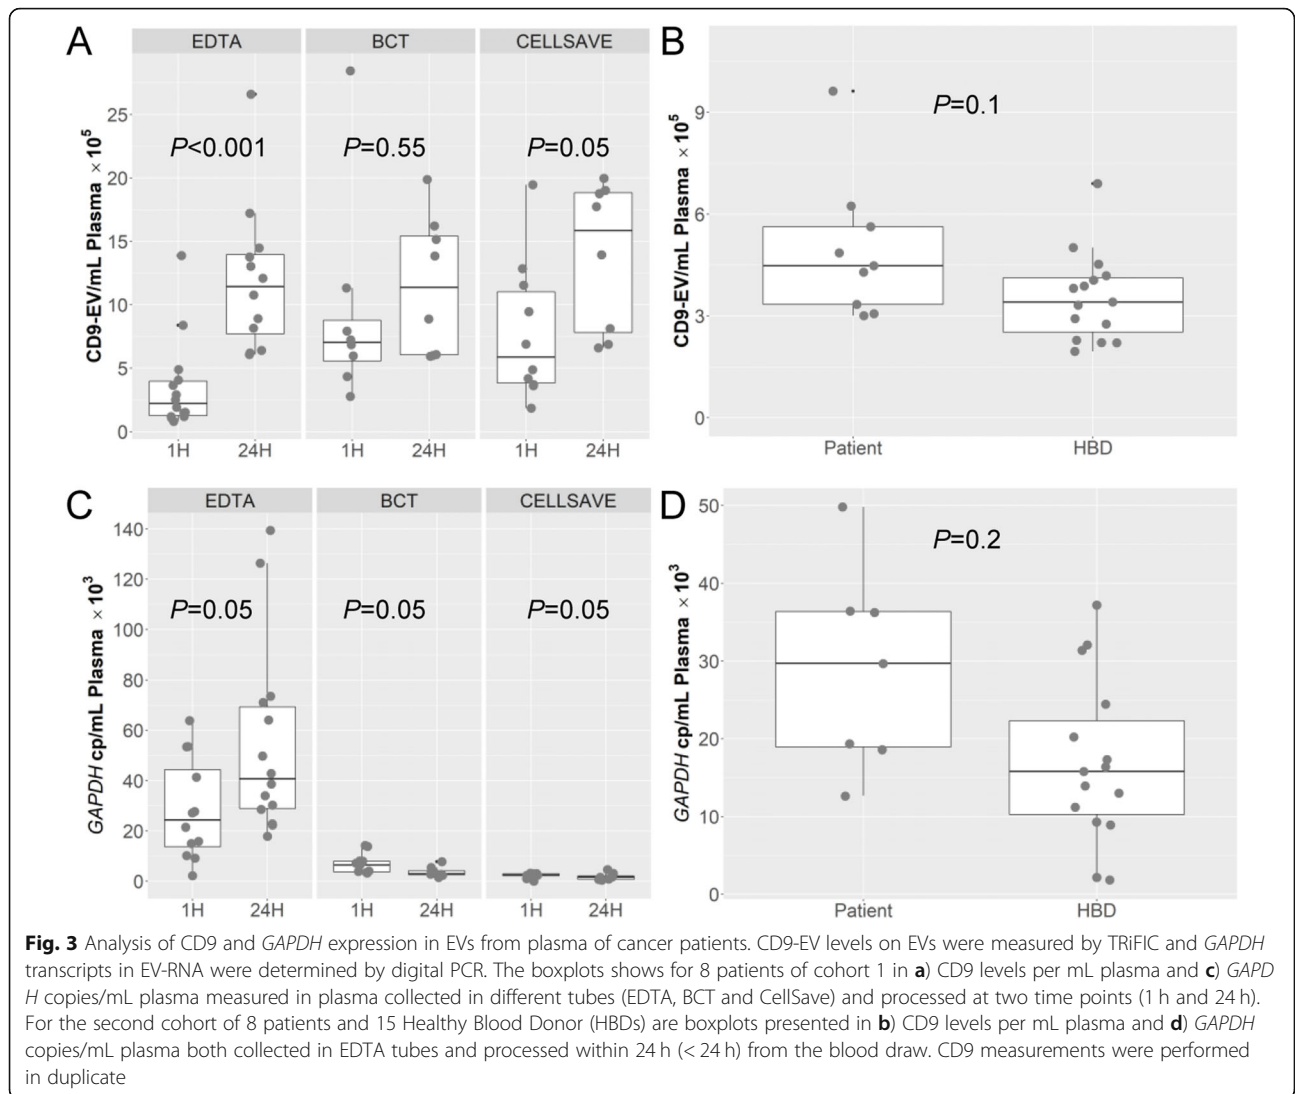 A
EDTA
BCT
CELLSAVE
CD9-EV/mL Plasma × 10⁵
25
20
15
10
5
0
P<0.001
P=0.55
P=0.05
1H
24H
1H
24H
1H
24H
B
CD9-EV/mL Plasma × 10⁵
9
6
3
0
P=0.1
Patient
HBD
C
EDTA
BCT
CELLSAVE
GAPDH cp/mL Plasma × 10³
140
120
100
80
60
40
20
0
P=0.05
P=0.05
P=0.05
1H
24H
1H
24H
1H
24H
D
GAPDH cp/mL Plasma × 10³
50
40
30
20
10
0
P=0.2
Patient
HBD
Fig. 3 Analysis of CD9 and GAPDH expression in EVs from plasma of cancer patients. CD9-EV levels on EVs were measured by TRiFIC and GAPDH
transcripts in EV-RNA were determined by digital PCR. The boxplots shows for 8 patients of cohort 1 in a) CD9 levels per mL plasma and c) GAPD
H copies/mL plasma measured in plasma collected in different tubes (EDTA, BCT and CellSave) and processed at two time points (1 h and 24 h).
For the second cohort of 8 patients and 15 Healthy Blood Donor (HBDs) are boxplots presented in b) CD9 levels per mL plasma and d) GAPDH
copies/mL plasma both collected in EDTA tubes and processed within 24 h (< 24 h) from the blood draw. CD9 measurements were performed
in duplicate